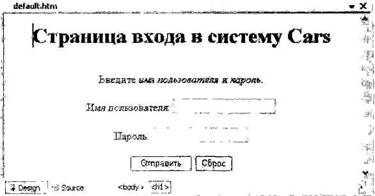 default.htm
Страница входа в систему Cars
Введите имя пользователя и пароль.
Имя пользователя
Пароль
Отправить Сброс
Design Source <body> <h1>